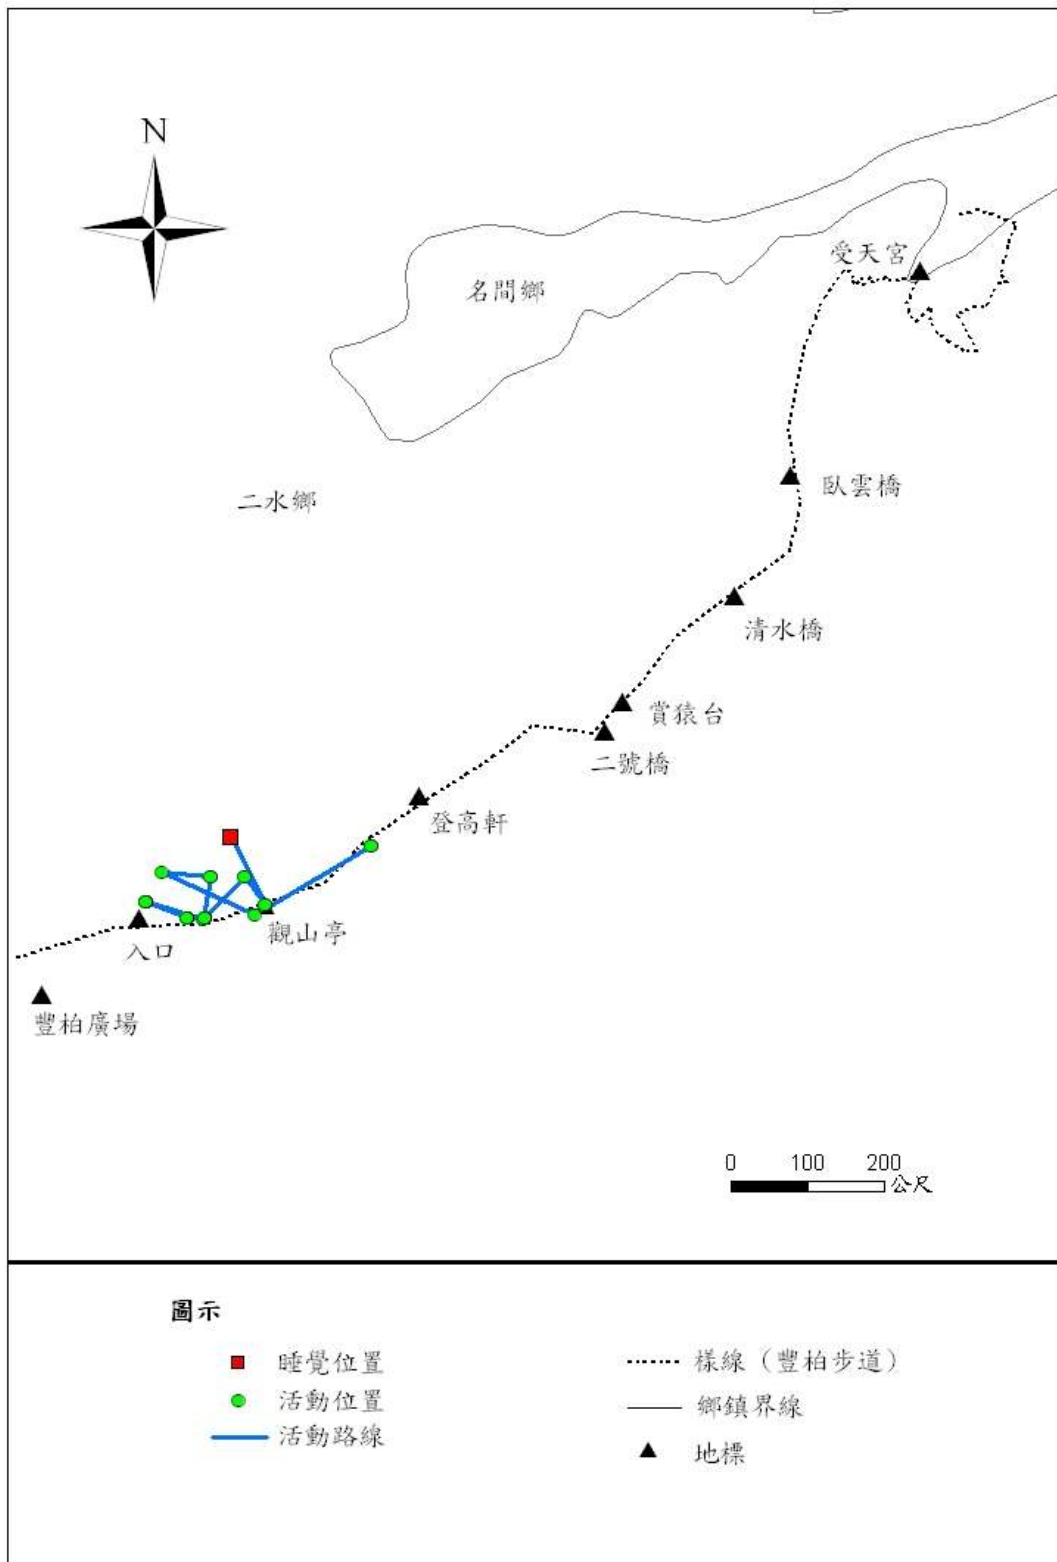 N
受天宮
名間鄉
臥雲橋
二水鄉
清水橋
賞猿台
二號橋
登高軒
觀山亭
入口
豐柏廣場
0 100 200
公尺
圖示
睡覺位置
活動位置
活動路線
樣線（豐柏步道）
鄉鎮界線
地標